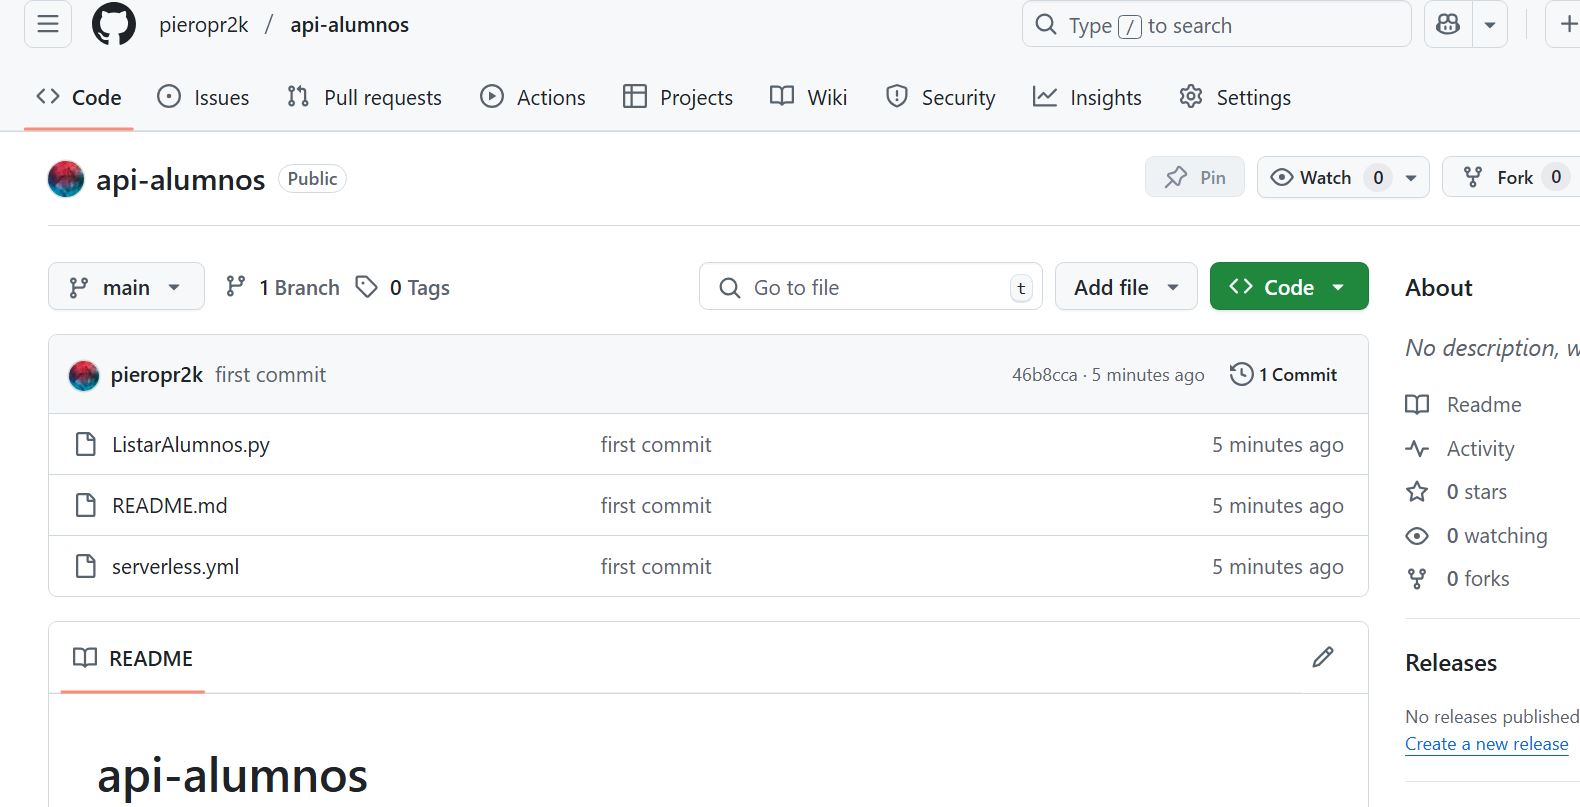 pieropr2k / api-alumnos
Type / to search
Code Issues Pull requests Actions Projects Wiki Security Insights Settings
api-alumnos Public
Pin Watch 0 Fork 0
main 1 Branch 0 Tags
Go to file t Add file Code
pieropr2k first commit 46b8cca · 5 minutes ago 1 Commit
ListarAlumnos.py first commit 5 minutes ago
README.md first commit 5 minutes ago
serverless.yml first commit 5 minutes ago
README
api-alumnos
About
No description, w
Readme
Activity
0 stars
0 watching
0 forks
Releases
No releases published
Create a new release